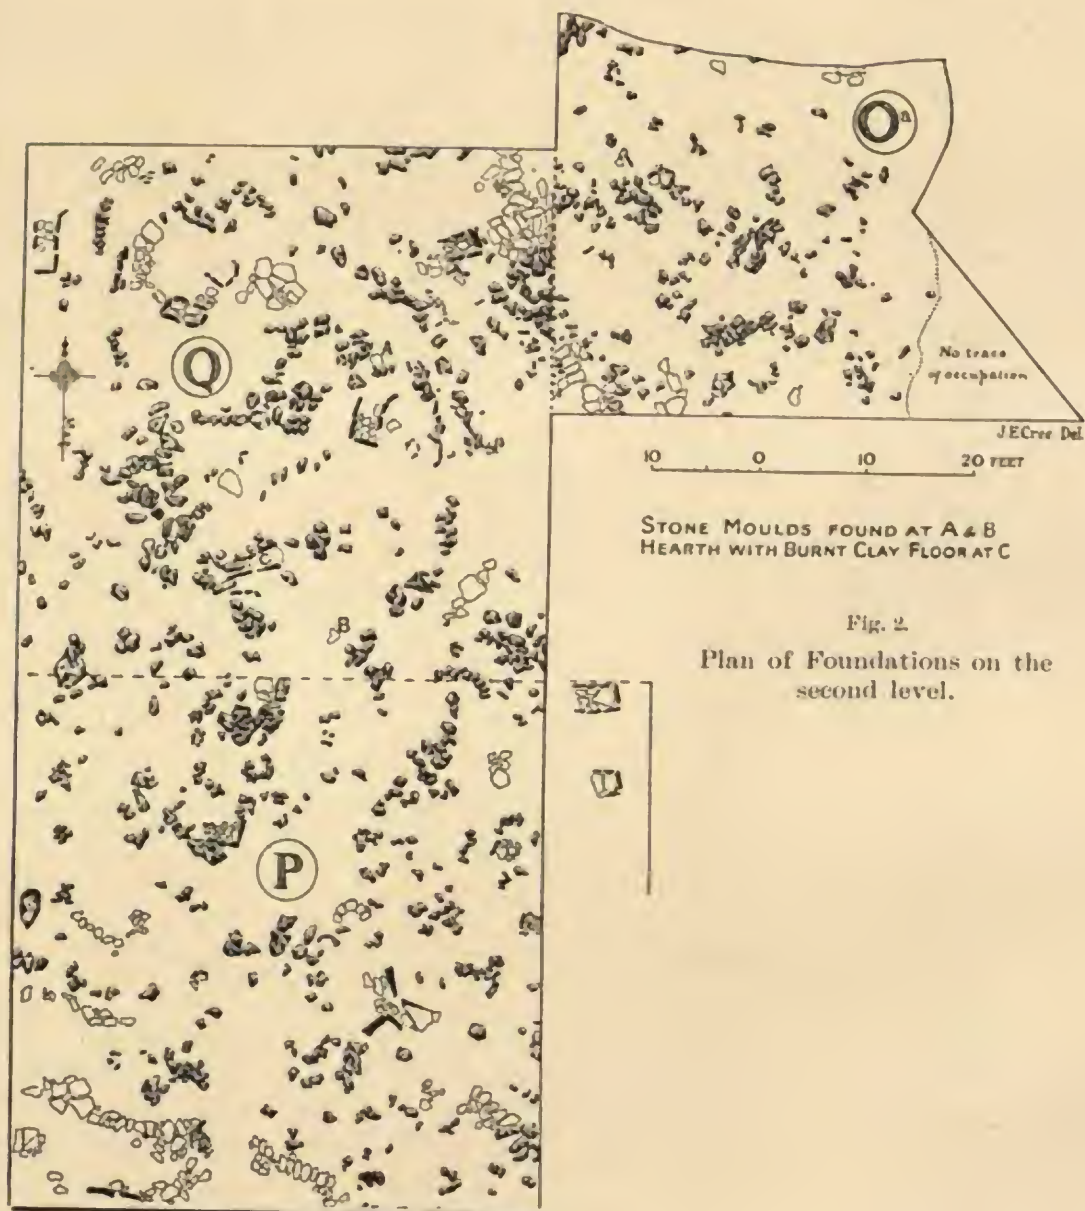 Q
a
No trace
of occupation
J.E.Cree Del.
10 0 10 20 FEET
STONE MOULDS FOUND AT A & B
HEARTH WITH BURNT CLAY FLOOR AT C
Fig. 2.
Plan of Foundations on the
second level.
A
C
B
P